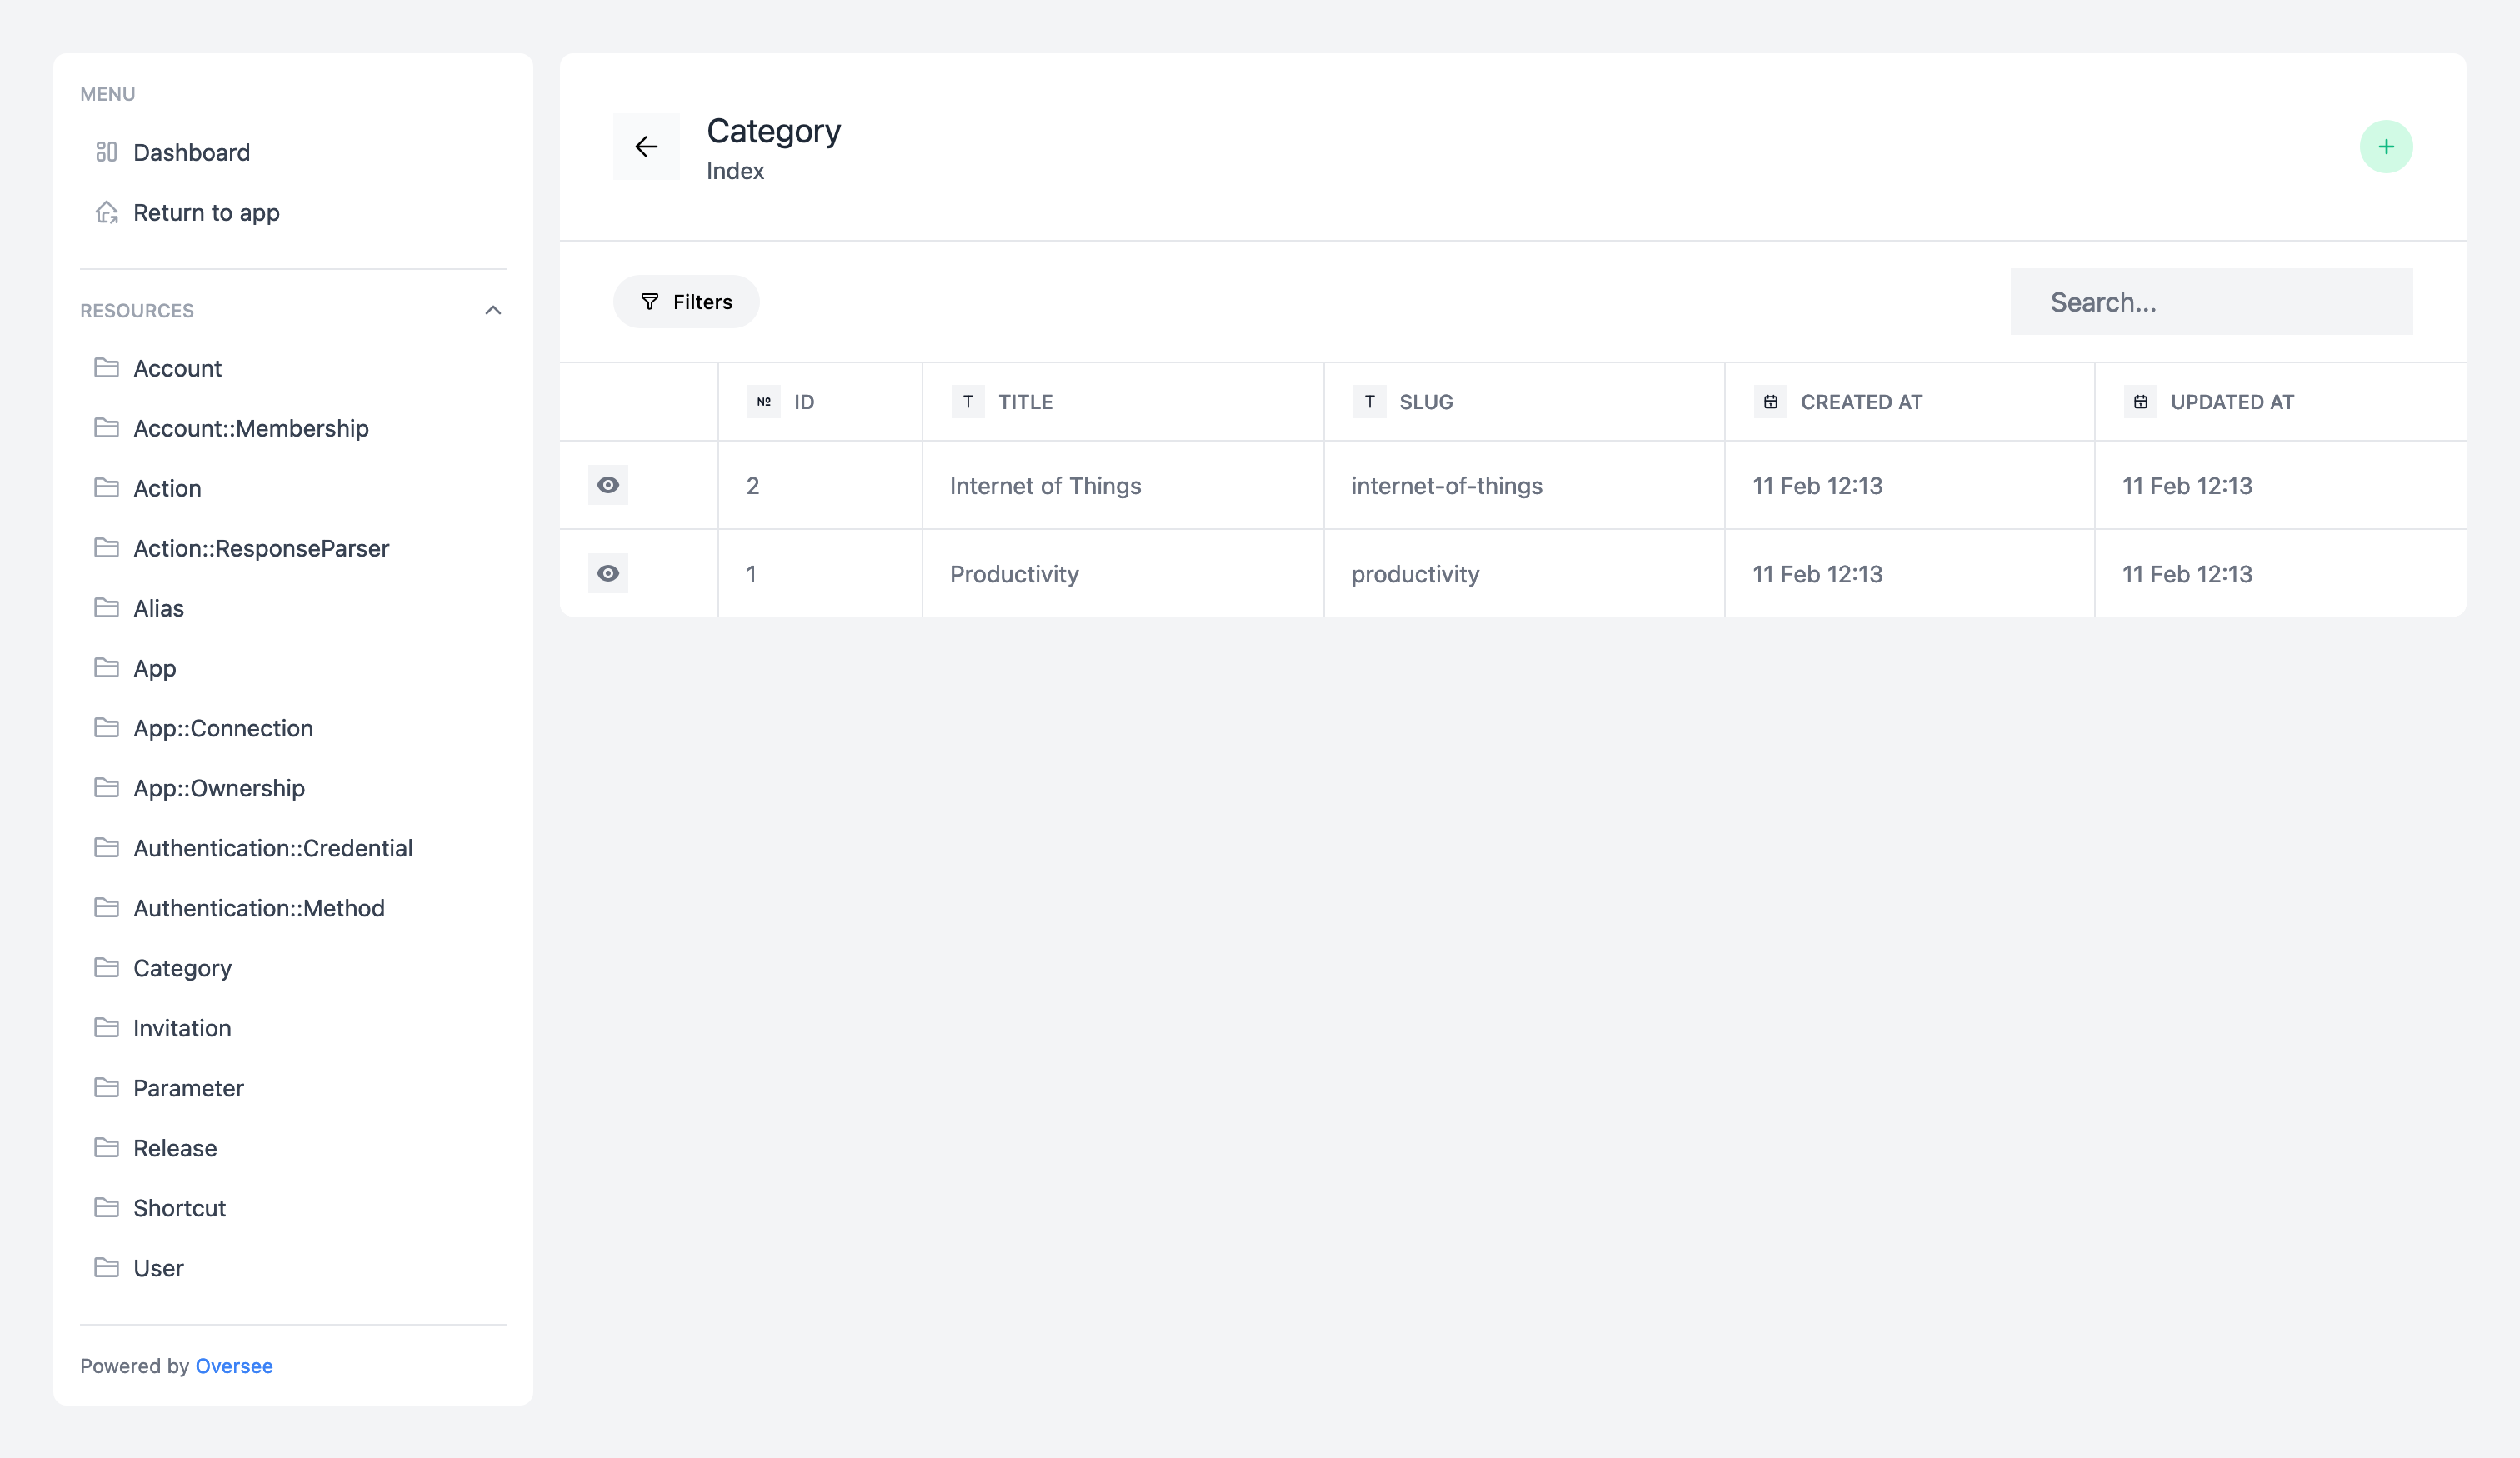 MENU
Dashboard
Return to app
RESOURCES
Account
Account::Membership
Action
Action::ResponseParser
Alias
App
App::Connection
App::Ownership
Authentication::Credential
Authentication::Method
Category
Invitation
Parameter
Release
Shortcut
User
Powered by Oversee
Category
Index
Filters
Search...
№ ID T TITLE T SLUG CREATED AT UPDATED AT
2 Internet of Things internet-of-things 11 Feb 12:13 11 Feb 12:13
1 Productivity productivity 11 Feb 12:13 11 Feb 12:13